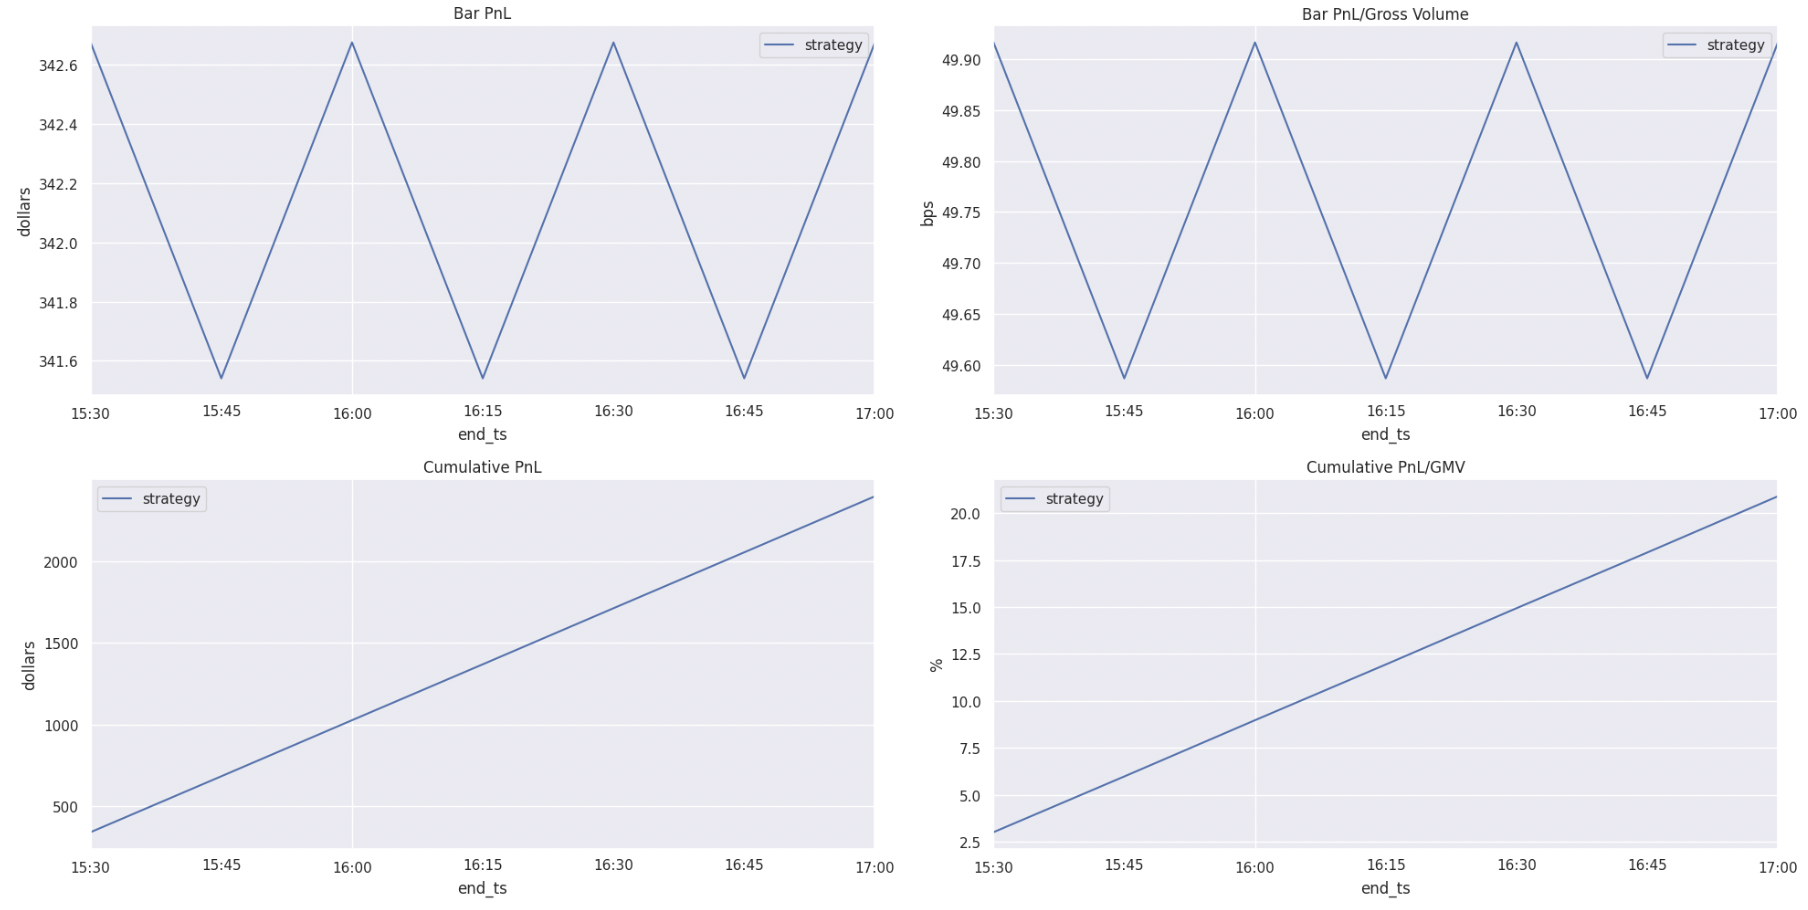 Bar PnL
strategy
342.6
342.4
342.2
342.0
341.8
341.6
dollars
15:30 15:45 16:00 16:15 16:30 16:45 17:00
end_ts
Bar PnL/Gross Volume
strategy
49.90
49.85
49.80
49.75
49.70
49.65
49.60
bps
15:30 15:45 16:00 16:15 16:30 16:45 17:00
end_ts
Cumulative PnL
strategy
2000
1500
1000
500
dollars
15:30 15:45 16:00 16:15 16:30 16:45 17:00
end_ts
Cumulative PnL/GMV
strategy
20.0
17.5
15.0
12.5
10.0
7.5
5.0
2.5
%
15:30 15:45 16:00 16:15 16:30 16:45 17:00
end_ts